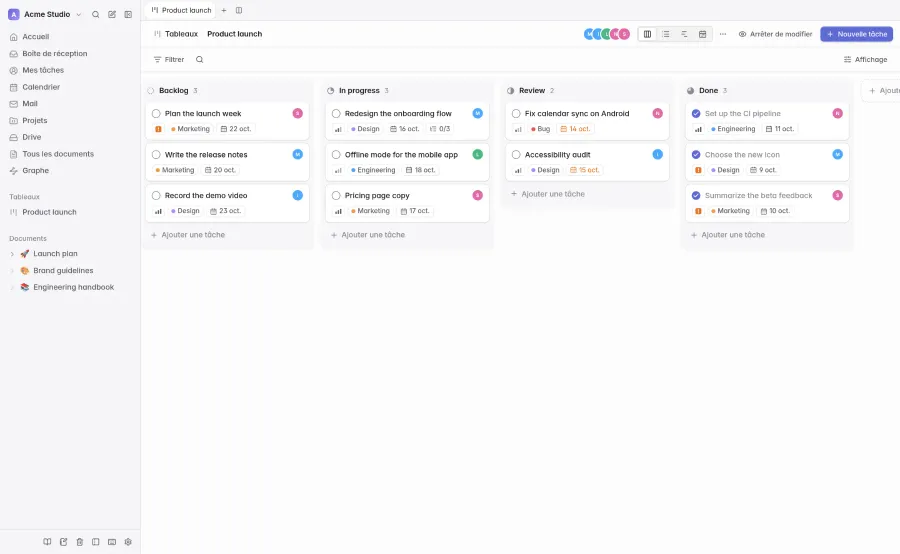 A Acme Studio
Accueil
Boîte de réception
Mes tâches
Calendrier
Mail
Projets
Drive
Tous les documents
Graphe
Tableaux
Product launch
Documents
Launch plan
Brand guidelines
Engineering handbook
Product launch
Tableaux Product launch
Arrêter de modifier
Nouvelle tâche
Filtrer
Affichage
Backlog 3
Plan the launch week S
Marketing 22 oct.
Write the release notes M
Marketing 20 oct.
Record the demo video I
Design 23 oct.
Ajouter une tâche
In progress 3
Redesign the onboarding flow M
Design 16 oct. 0/3
Offline mode for the mobile app L
Engineering 18 oct.
Pricing page copy S
Marketing 17 oct.
Ajouter une tâche
Review 2
Fix calendar sync on Android N
Bug 14 oct.
Accessibility audit I
Design 15 oct.
Ajouter une tâche
Done 3
Set up the CI pipeline N
Engineering 11 oct.
Choose the new icon M
Design 9 oct.
Summarize the beta feedback S
Marketing 10 oct.
Ajouter une tâche